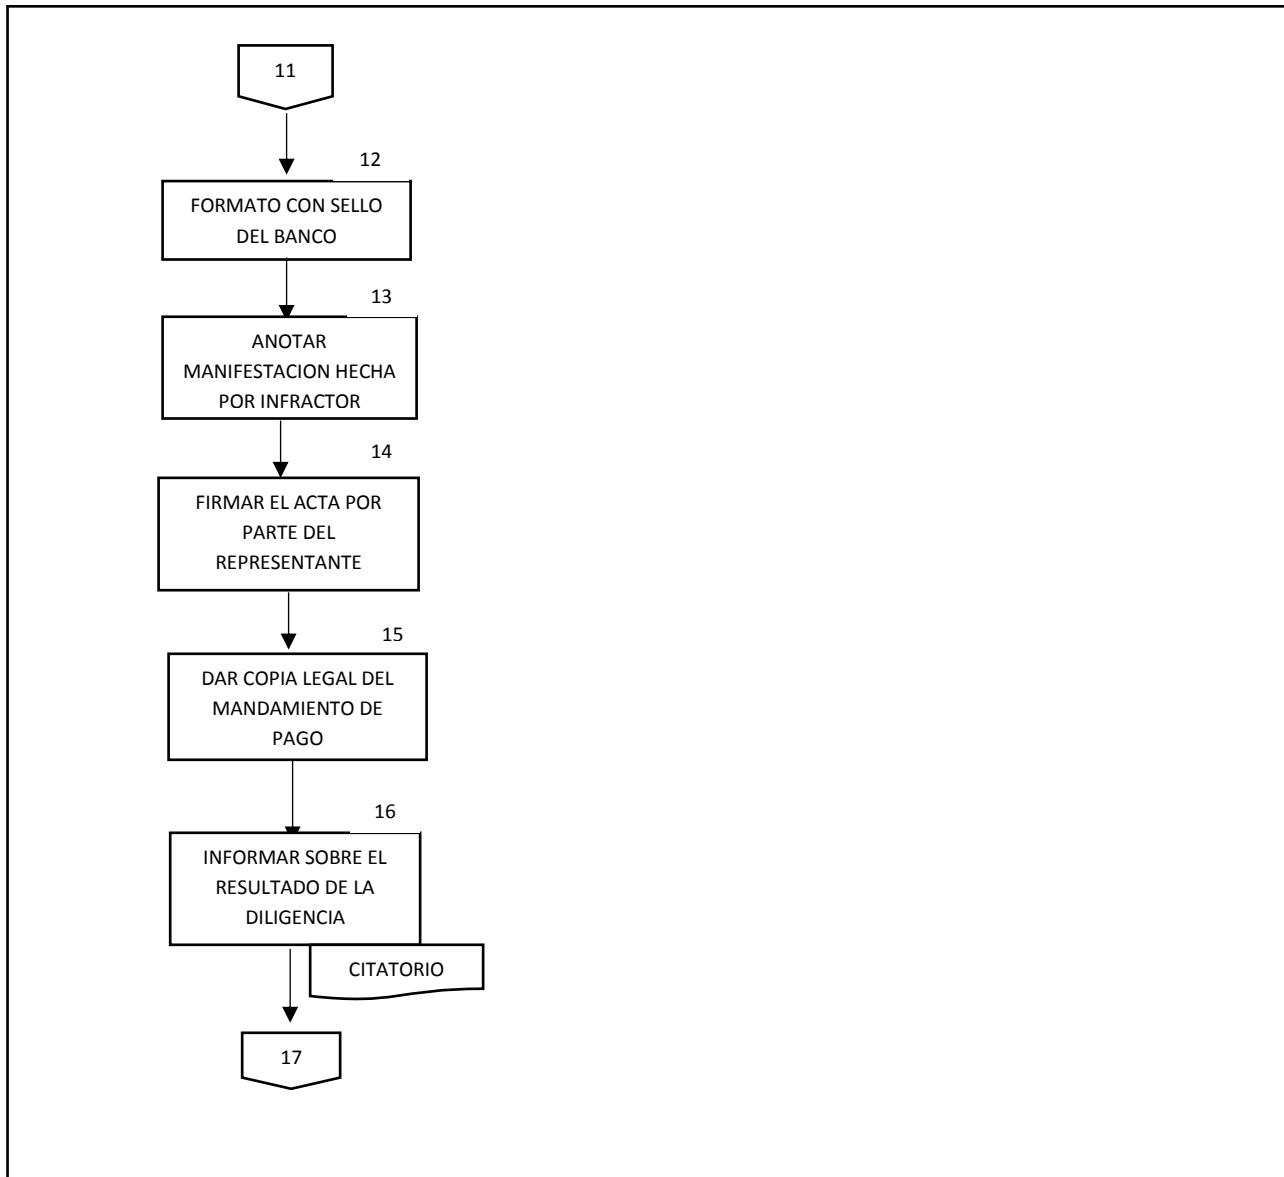 11
12
FORMATO CON SELLO
DEL BANCO
13
ANOTAR
MANIFESTACION HECHA
POR INFRACTOR
14
FIRMAR EL ACTA POR
PARTE DEL
REPRESENTANTE
15
DAR COPIA LEGAL DEL
MANDAMIENTO DE
PAGO
16
INFORMAR SOBRE EL
RESULTADO DE LA
DILIGENCIA
CITATORIO
17